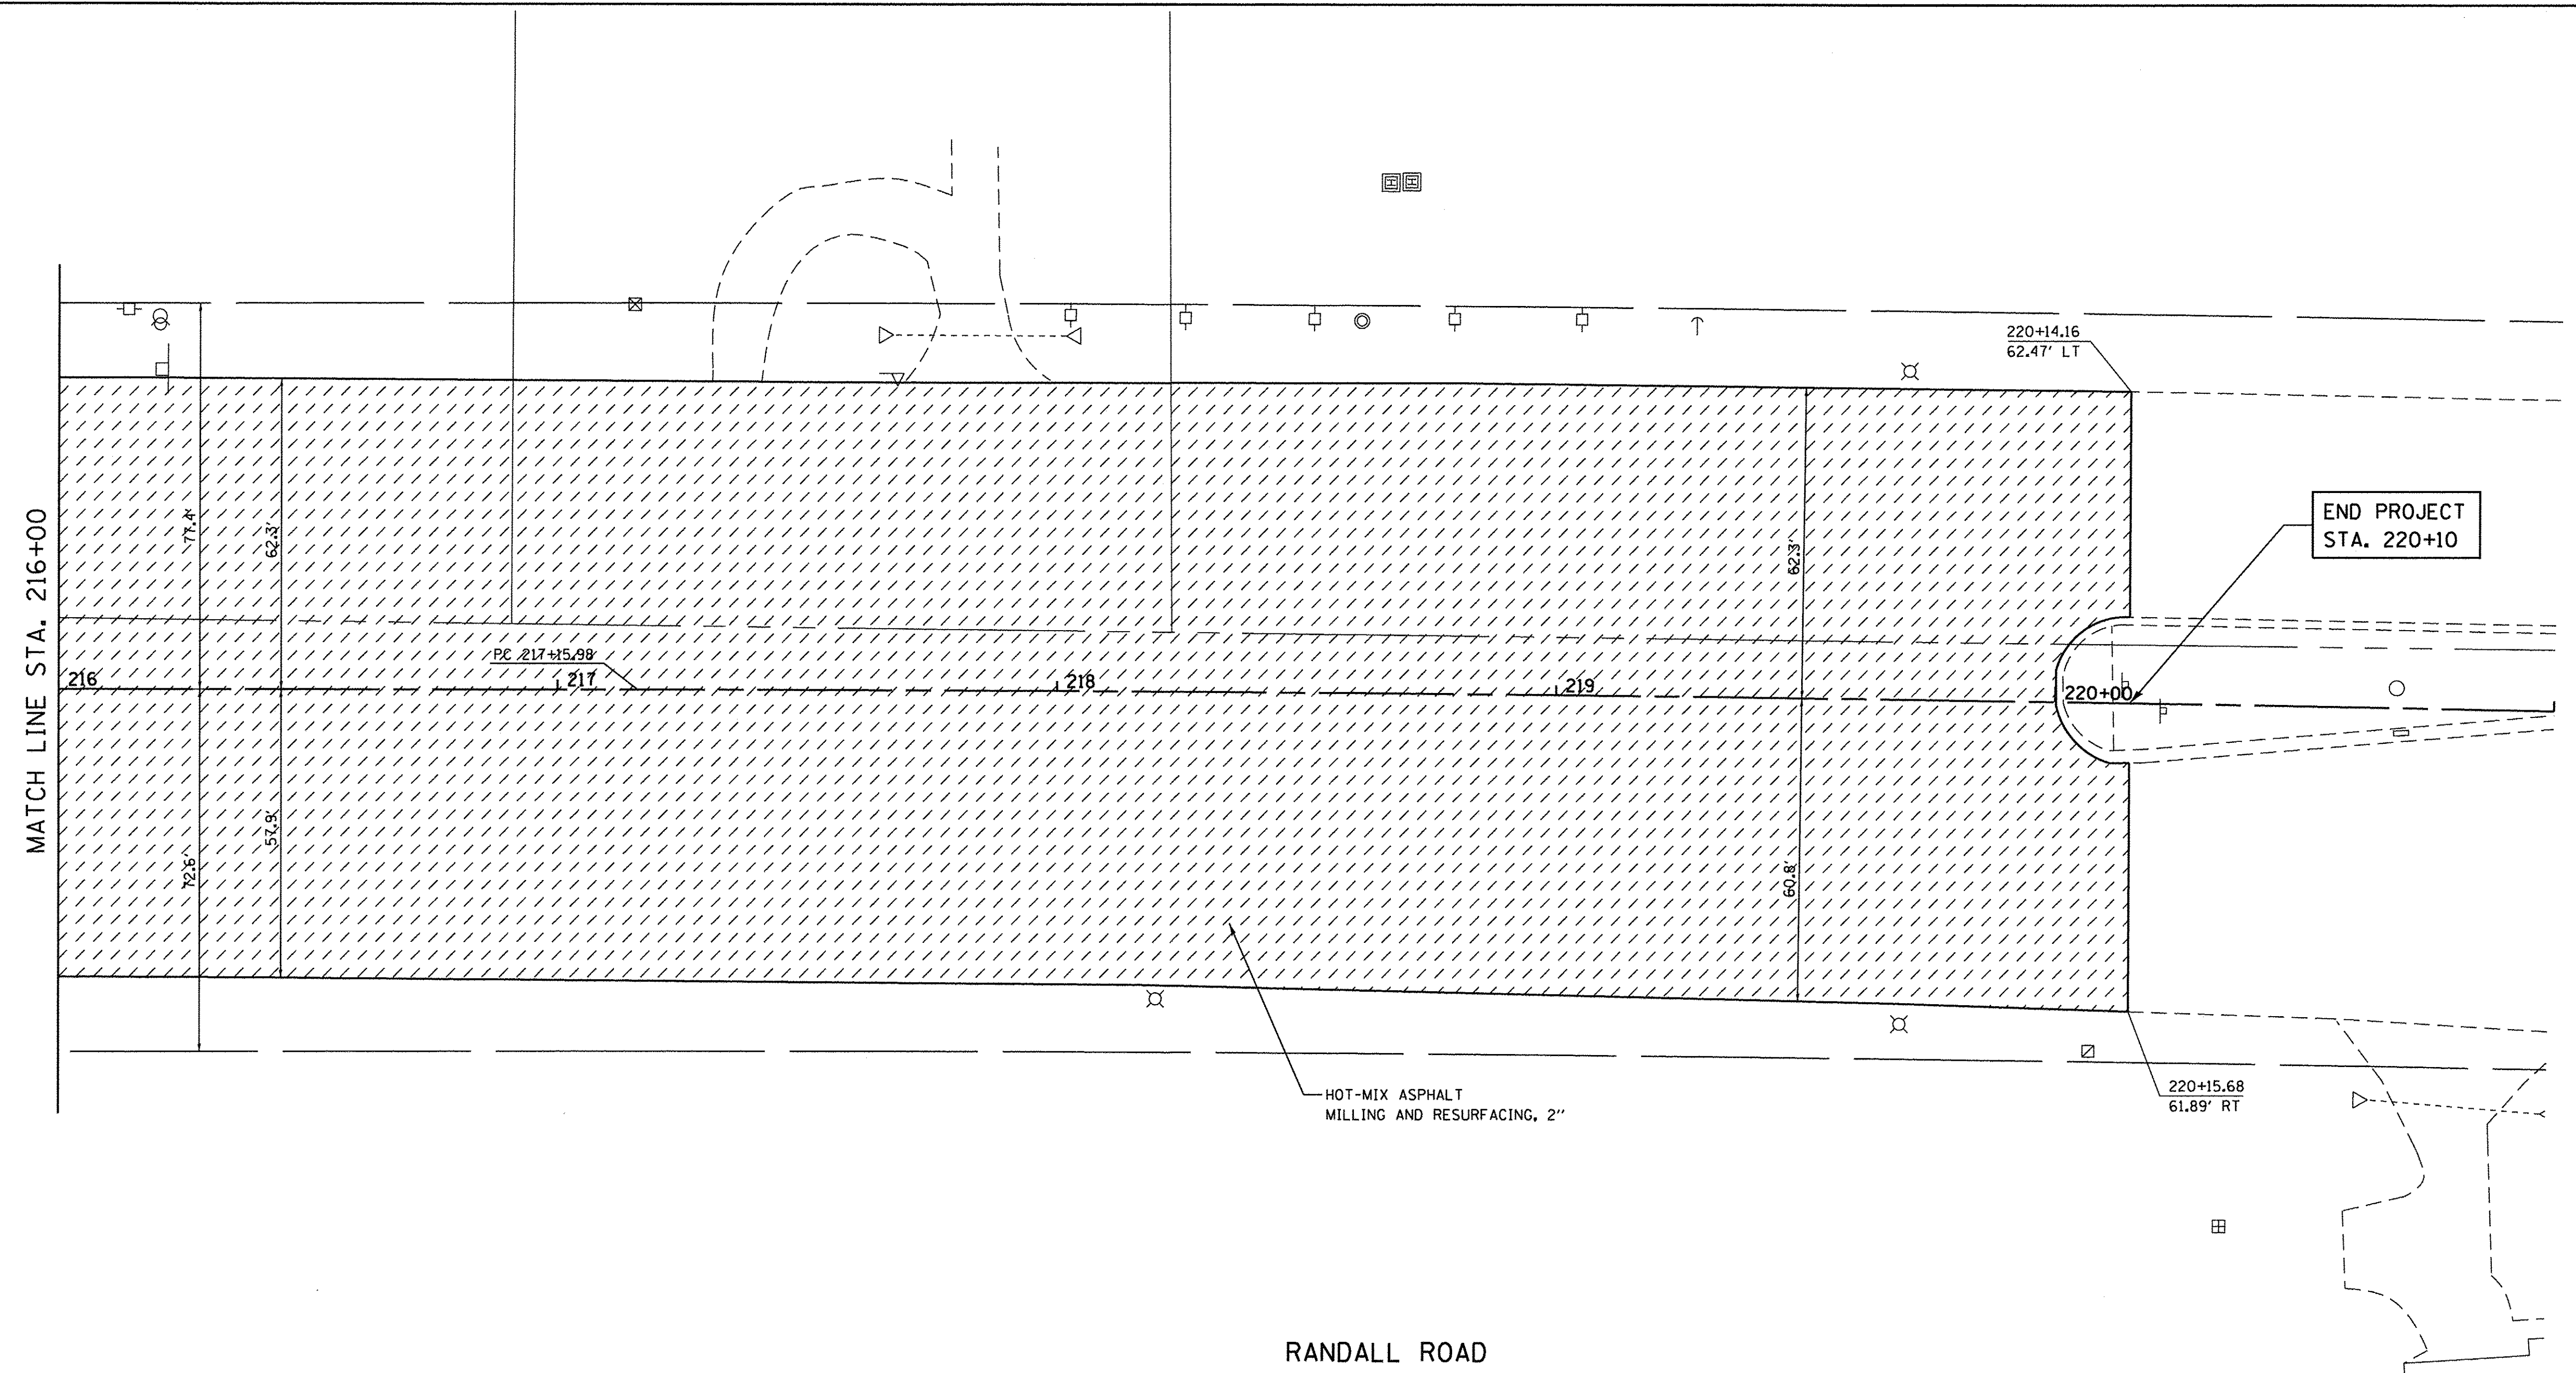 220+14.16
62.47' LT
END PROJECT
STA. 220+10
MATCH LINE STA. 216+00
77.4'
62.3'
62.3'
P.C. 217+15.98
216
217
218
219
220+00
72.6'
57.9'
60.8'
220+15.68
61.89' RT
HOT-MIX ASPHALT
MILLING AND RESURFACING, 2"
RANDALL ROAD